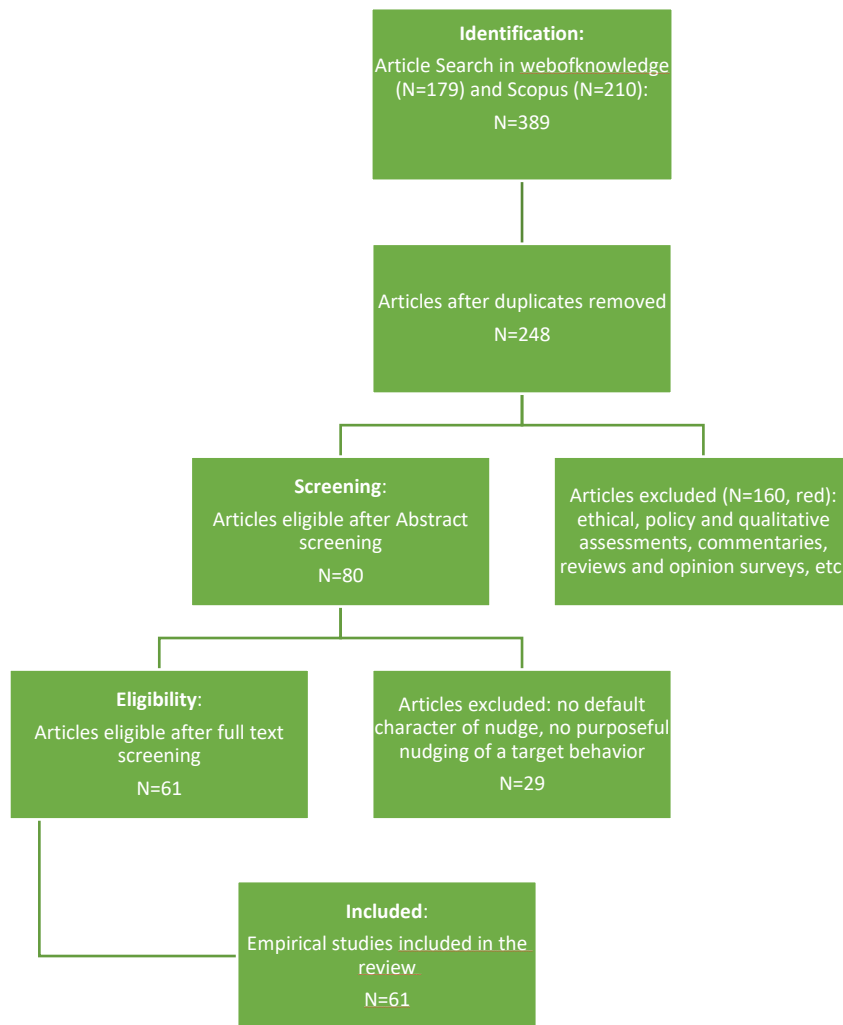 Identification:
Article Search in webofknowledge
(N=179) and Scopus (N=210):
N=389
Articles after duplicates removed
N=248
Screening:
Articles eligible after Abstract
screening
N=80
Articles excluded (N=160, red):
ethical, policy and qualitative
assessments, commentaries,
reviews and opinion surveys, etc
Eligibility:
Articles eligible after full text
screening
N=61
Articles excluded: no default
character of nudge, no purposeful
nudging of a target behavior
N=29
Included:
Empirical studies included in the
review
N=61